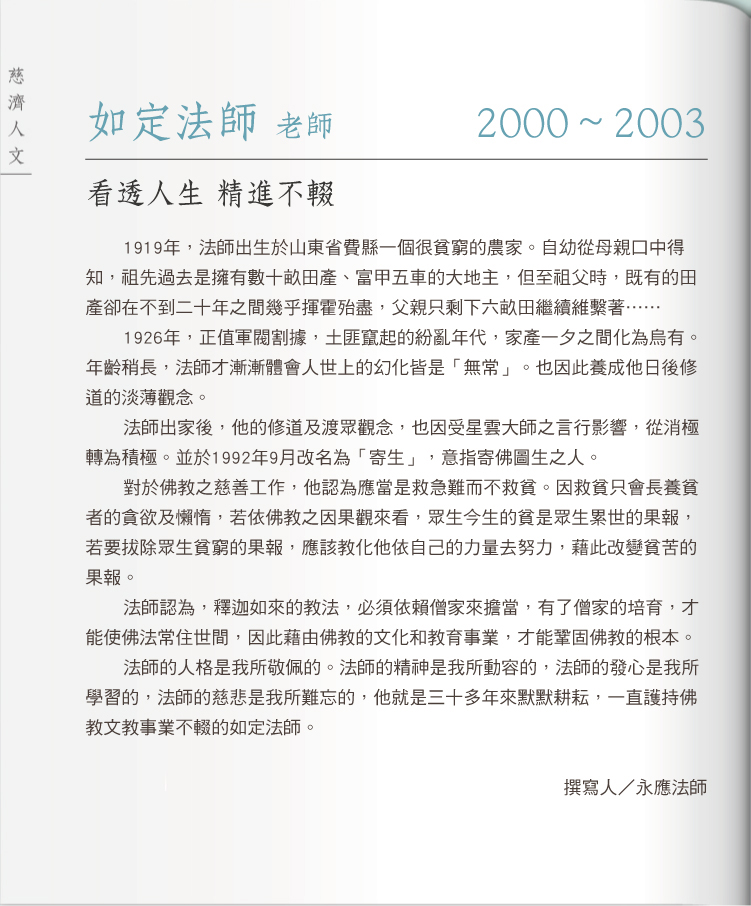 慈濟人文
如定法師 老師 2000～2003
看透人生 精進不輟
1919年，法師出生於山東省費縣一個很貧窮的農家。自幼從母親口中得
知，祖先過去是擁有數十畝田產、富甲五車的大地主，但至祖父時，既有的田
產卻在不到二十年之間幾乎揮霍殆盡，父親只剩下六畝田繼續維繫著⋯⋯
1926年，正值軍閥割據，土匪竄起的紛亂年代，家產一夕之間化為烏有。
年齡稍長，法師才漸漸體會人世上的幻化皆是「無常」。也因此養成他日後修
道的淡薄觀念。
法師出家後，他的修道及渡眾觀念，也因受星雲大師之言行影響，從消極
轉為積極。並於1992年9月改名為「寄生」，意指寄佛圖生之人。
對於佛教之慈善工作，他認為應當是救急難而不救貧。因救貧只會長養貧
者的貪欲及懶惰，若依佛教之因果觀來看，眾生今生的貧是眾生累世的果報，
若要拔除眾生貧窮的果報，應該教化他依自己的力量去努力，藉此改變貧苦的
果報。
法師認為，釋迦如來的教法，必須依賴僧家來擔當，有了僧家的培育，才
能使佛法常住世間，因此藉由佛教的文化和教育事業，才能鞏固佛教的根本。
法師的人格是我所敬佩的。法師的精神是我所動容的，法師的發心是我所
學習的，法師的慈悲是我所難忘的，他就是三十多年來默默耕耘，一直護持佛
教文教事業不輟的如定法師。
撰寫人／永應法師